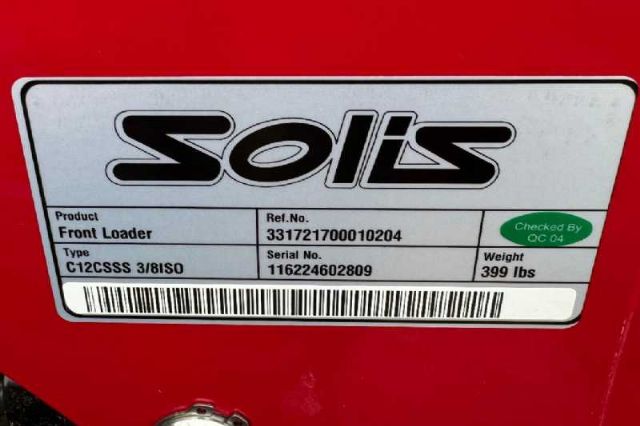 Solis
Product
Front Loader
Ref.No.
331721700010204
Checked By
QC 04
Type
C12CSSS 3/8ISO
Serial No.
116224602809
Weight
399 lbs